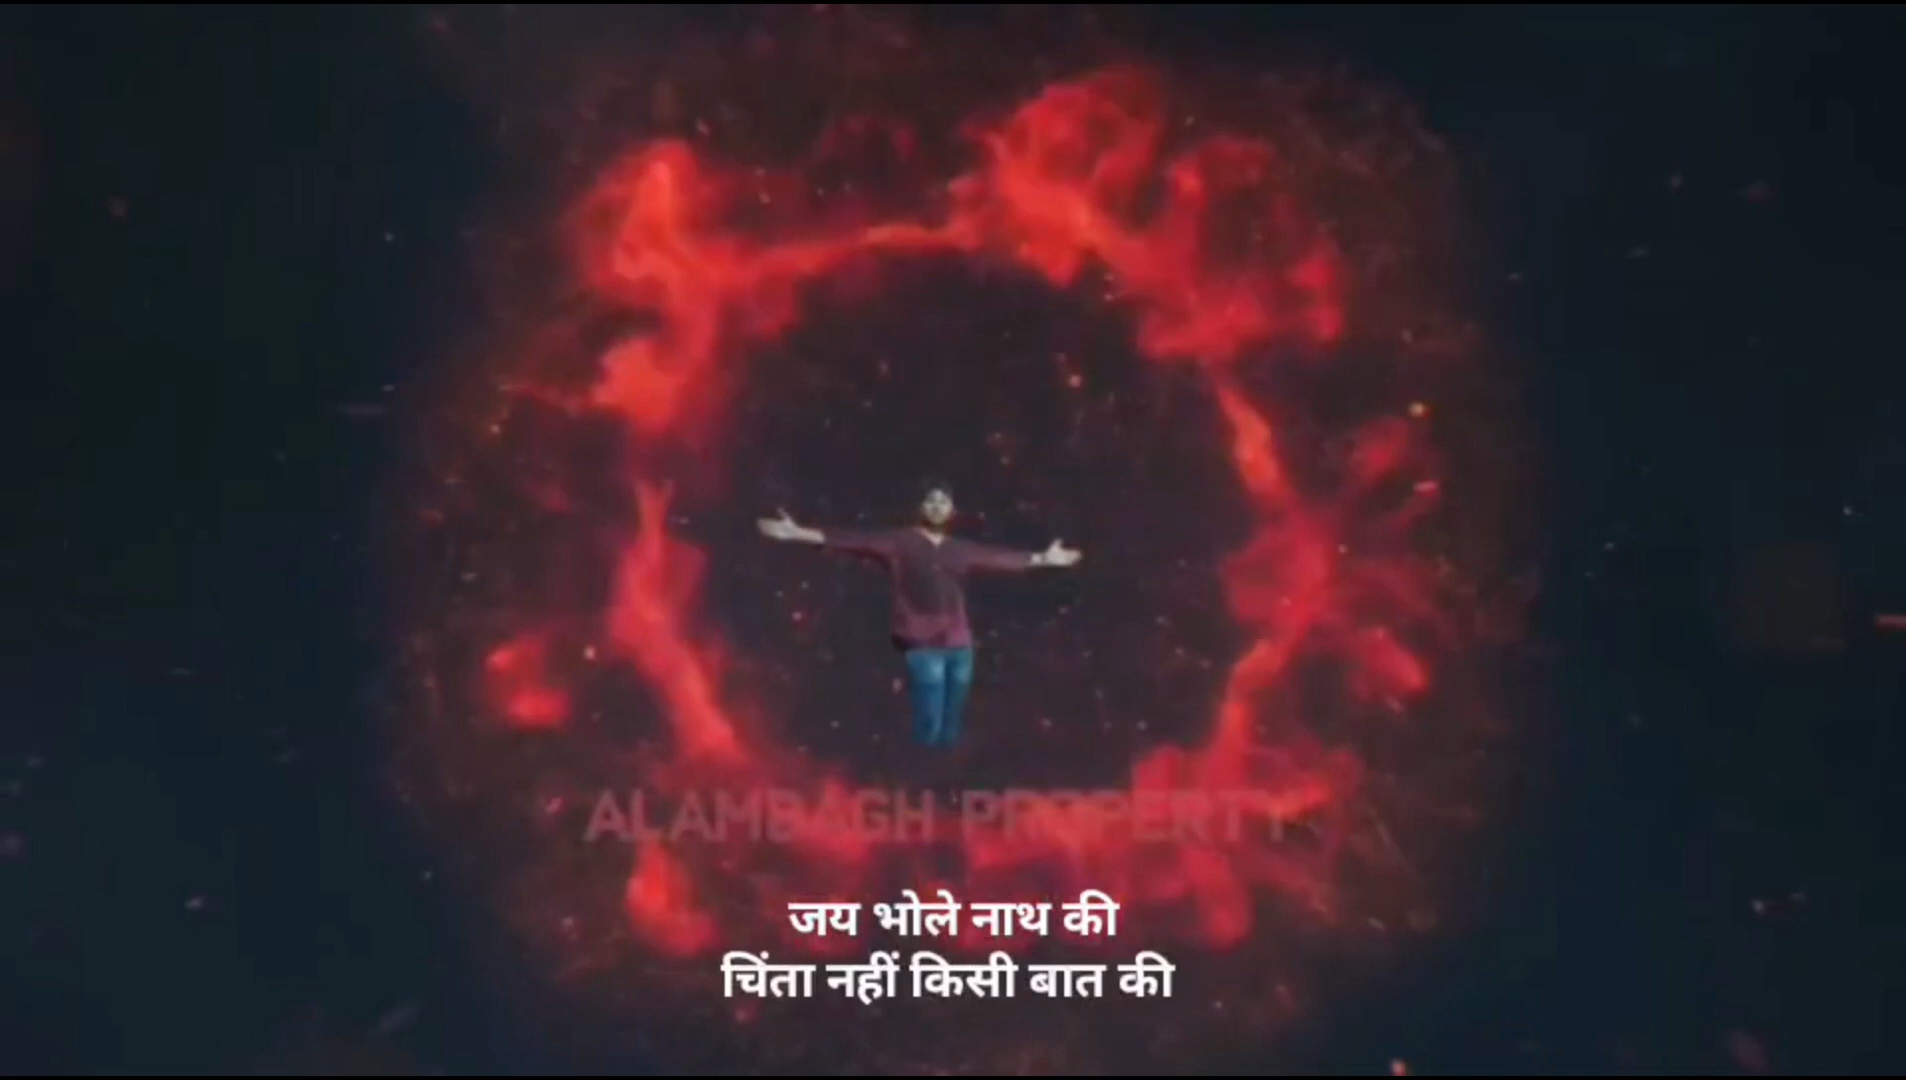 ALAMBAGH PROPERTY
जय भोले नाथ की
चिंता नहीं किसी बात की